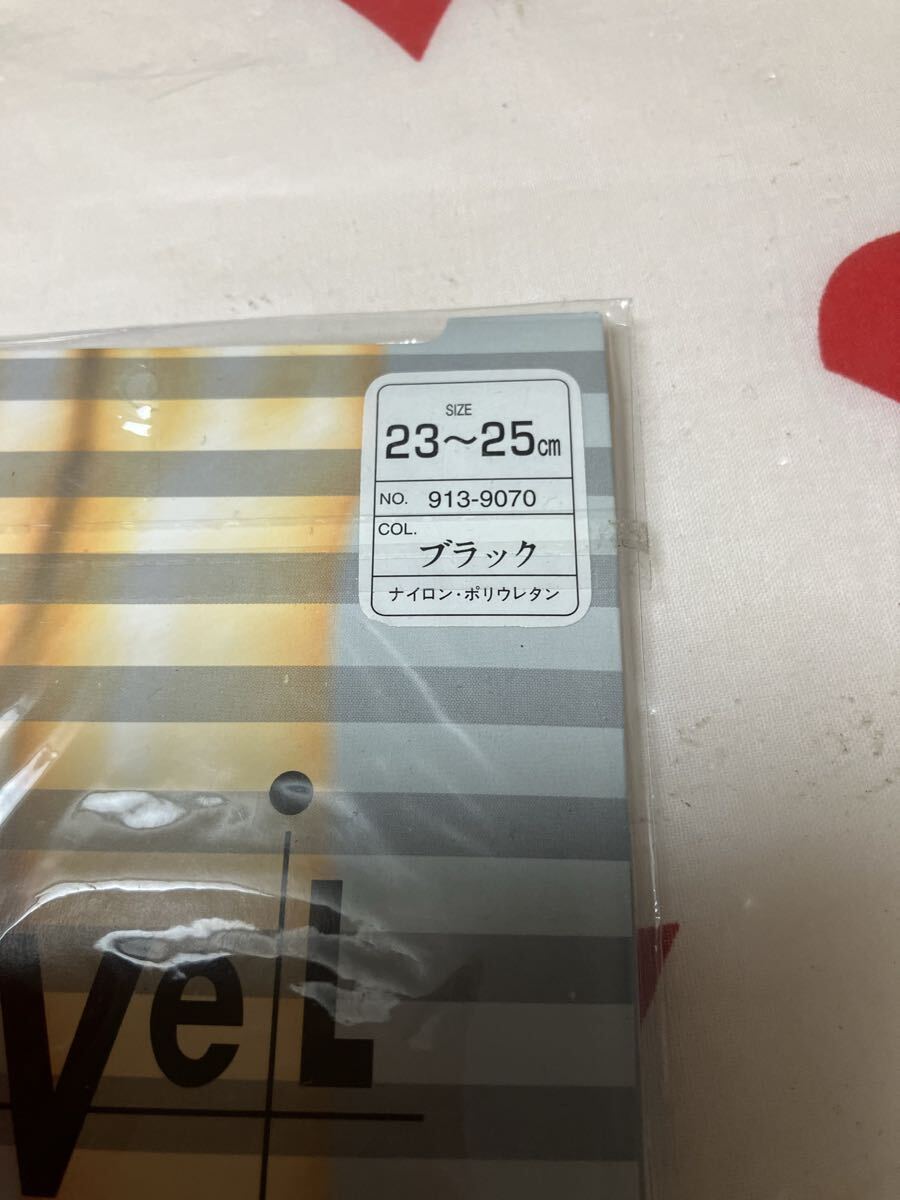 SIZE
23～25cm
NO. 913-9070
COL.
ブラック
ナイロン・ポリウレタン
VeL